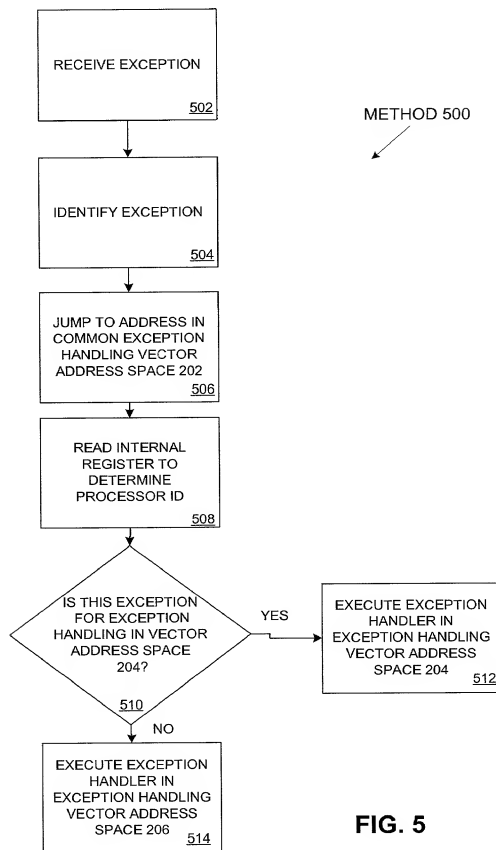 RECEIVE EXCEPTION
502
METHOD 500
IDENTIFY EXCEPTION
504
JUMP TO ADDRESS IN
COMMON EXCEPTION
HANDLING VECTOR
ADDRESS SPACE 202
506
READ INTERNAL
REGISTER TO
DETERMINE
PROCESSOR ID
508
IS THIS EXCEPTION
FOR EXCEPTION
HANDLING IN VECTOR
ADDRESS SPACE
204?
510
YES
EXECUTE EXCEPTION
HANDLER IN
EXCEPTION HANDLING
VECTOR ADDRESS
SPACE 204
512
NO
EXECUTE EXCEPTION
HANDLER IN
EXCEPTION HANDLING
VECTOR ADDRESS
SPACE 206
514
FIG. 5